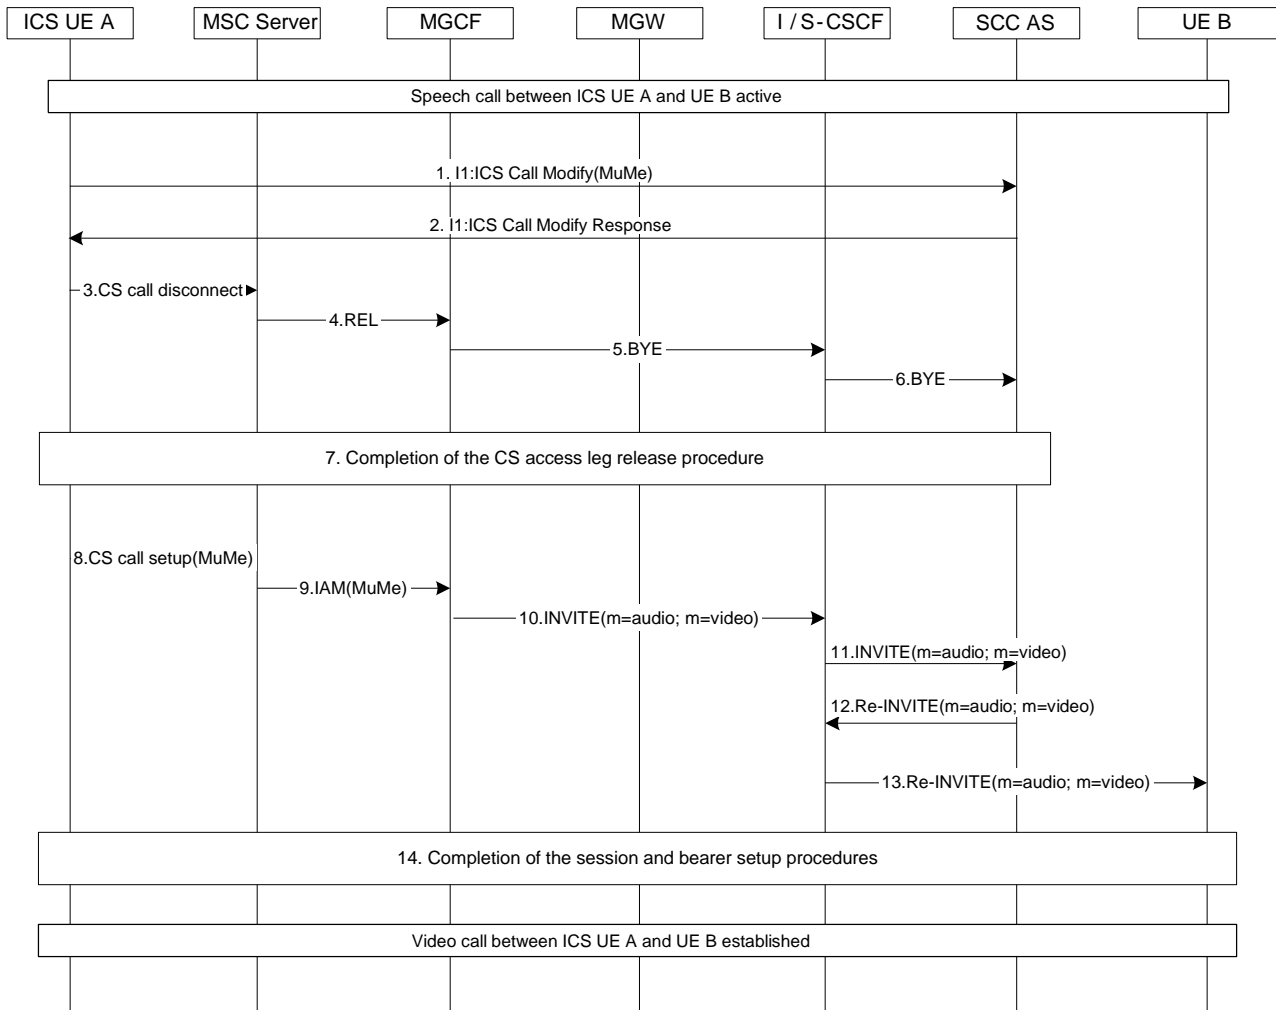 ICS UE A
MSC Server
MGCF
MGW
I / S-CSCF
SCC AS
UE B
Speech call between ICS UE A and UE B active
1. I1:ICS Call Modify(MuMe)
2. I1:ICS Call Modify Response
3.CS call disconnect
4.REL
5.BYE
6.BYE
7. Completion of the CS access leg release procedure
8.CS call setup(MuMe)
9.IAM(MuMe)
10.INVITE(m=audio; m=video)
11.INVITE(m=audio; m=video)
12.Re-INVITE(m=audio; m=video)
13.Re-INVITE(m=audio; m=video)
14. Completion of the session and bearer setup procedures
Video call between ICS UE A and UE B established